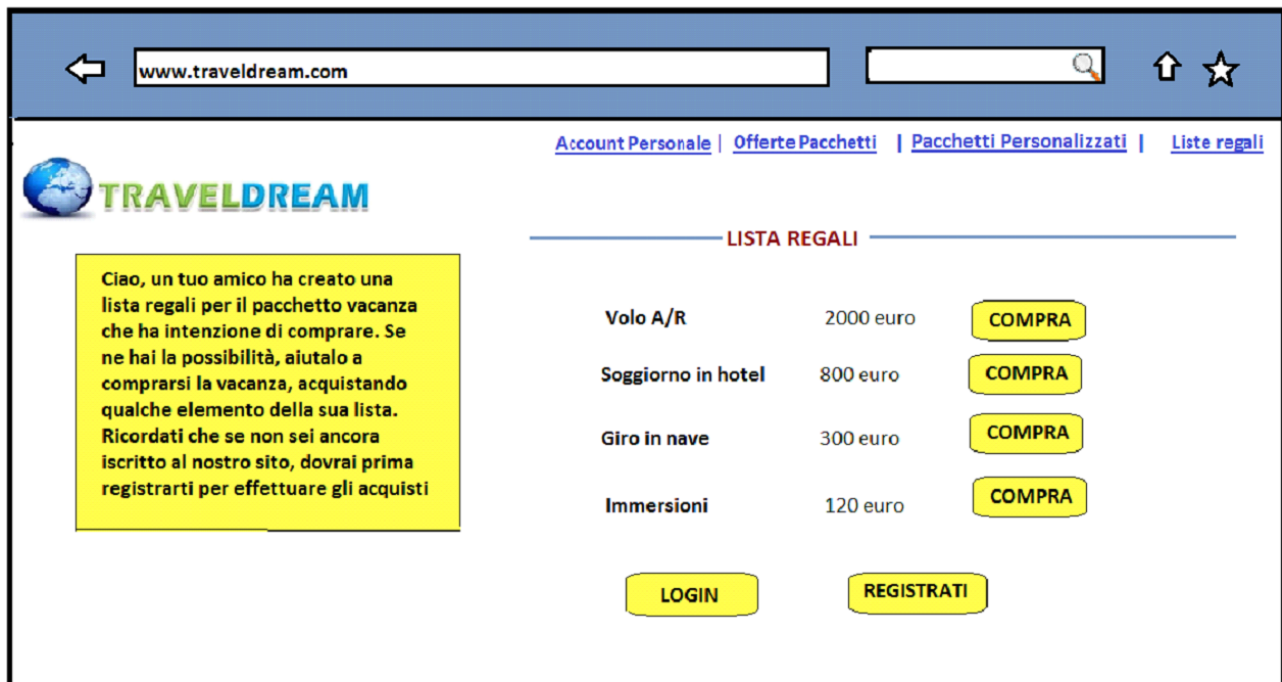 www.traveldream.com
Account Personale | Offerte Pacchetti | Pacchetti Personalizzati | Liste regali
TRAVELDREAM
LISTA REGALI
Ciao, un tuo amico ha creato una
lista regali per il pacchetto vacanza
che ha intenzione di comprare. Se
ne hai la possibilità, aiutalo a
comprarsi la vacanza, acquistando
qualche elemento della sua lista.
Ricordati che se non sei ancora
iscritto al nostro sito, dovrai prima
registrarti per effettuare gli acquisti
Volo A/R 2000 euro COMPRA
Soggiorno in hotel 800 euro COMPRA
Giro in nave 300 euro COMPRA
Immersioni 120 euro COMPRA
LOGIN REGISTRATI